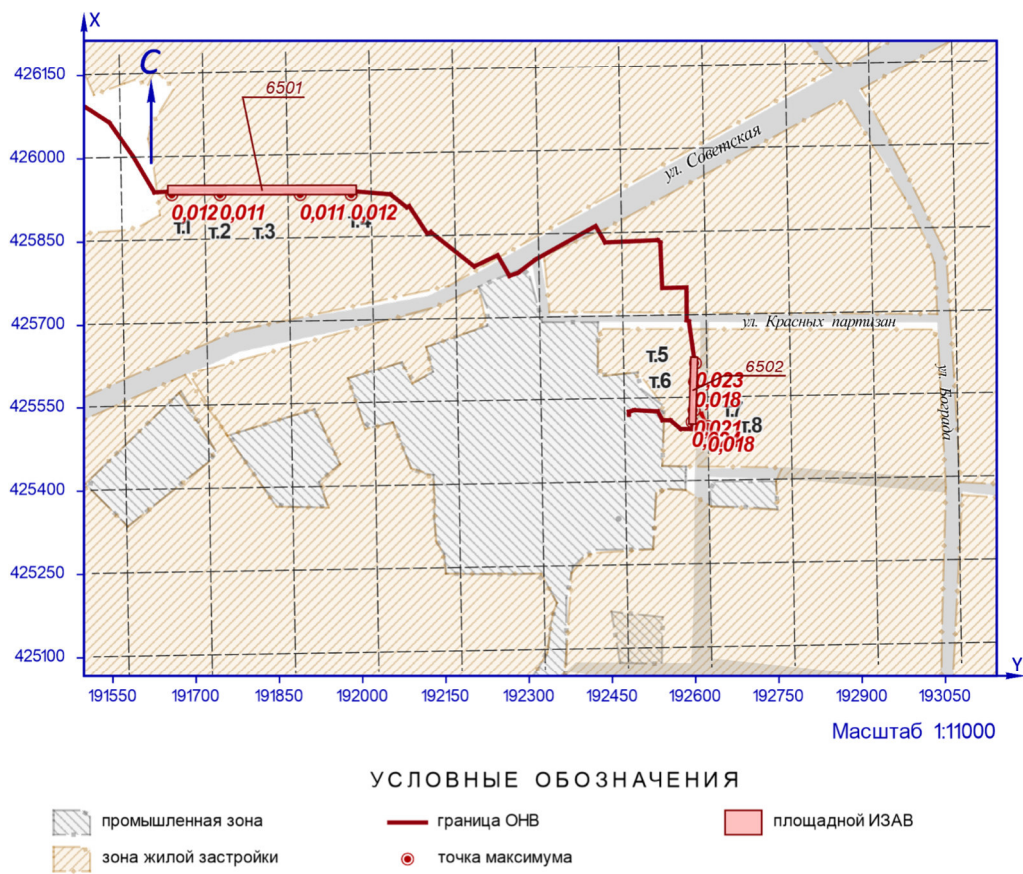 X
426150
С
6501
ул. Советская
426000
0,012 0,011 0,011 0,012
т.1 т.2 т.3 т.4
425850
425700
ул. Красных партизан
т.5
6502
т.6
0,023
0,018
ул. Боград
425550
т.7
0,021
т.8
0,018
425400
425250
425100
Y
191550 191700 191850 192000 192150 192300 192450 192600 192750 192900 193050
Масштаб 1:11000
УСЛОВНЫЕ ОБОЗНАЧЕНИЯ
промышленная зона
граница ОНВ
площадной ИЗАВ
зона жилой застройки
точка максимума